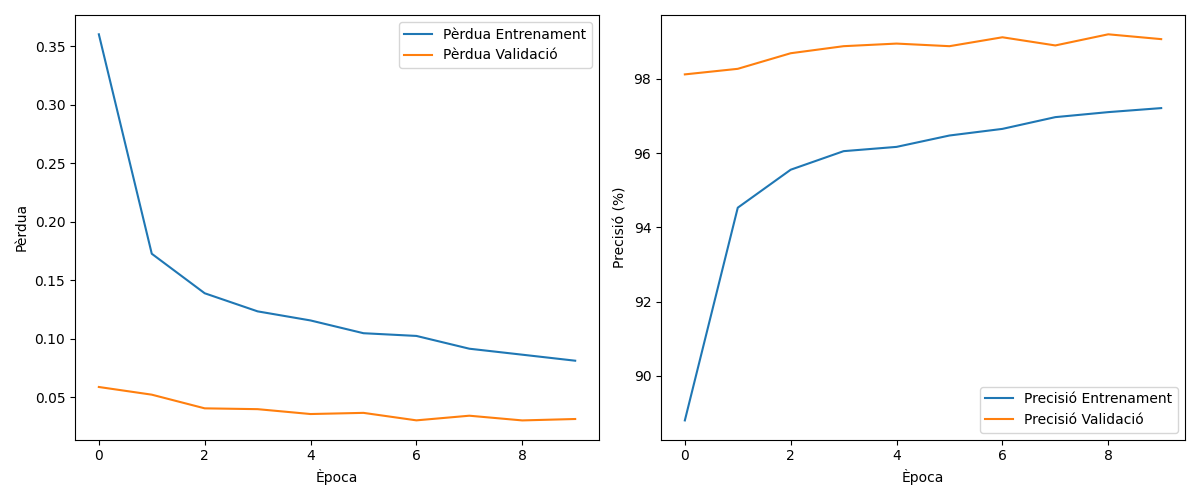 Pèrdua Entrenament
Pèrdua Validació
0.35
0.30
0.25
0.20
0.15
0.10
0.05
Pèrdua
0 2 4 6 8
Època
98
96
94
92
90
Precisió (%)
Precisió Entrenament
Precisió Validació
0 2 4 6 8
Època